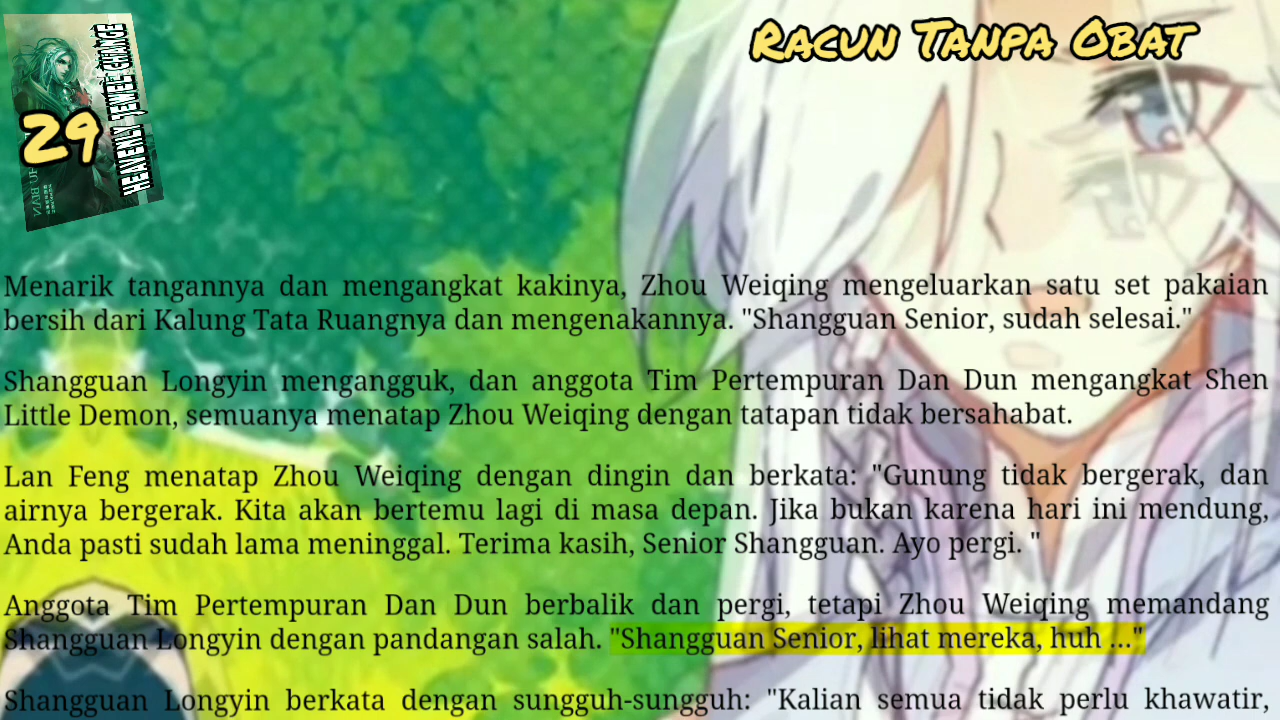 Racun Tanpa Obat
29
HEAVENLY JEWEL CHANGE
Menarik tangannya dan mengangkat kakinya, Zhou Weiqing mengeluarkan satu set pakaian
bersih dari Kalung Tata Ruangnya dan mengenakannya. "Shangguan Senior, sudah selesai."
Shangguan Longyin mengangguk, dan anggota Tim Pertempuran Dan Dun mengangkat Shen
Little Demon, semuanya menatap Zhou Weiqing dengan tatapan tidak bersahabat.
Lan Feng menatap Zhou Weiqing dengan dingin dan berkata: "Gunung tidak bergerak, dan
airnya bergerak. Kita akan bertemu lagi di masa depan. Jika bukan karena hari ini mendung,
Anda pasti sudah lama meninggal. Terima kasih, Senior Shangguan. Ayo pergi. "
Anggota Tim Pertempuran Dan Dun berbalik dan pergi, tetapi Zhou Weiqing memandang
Shangguan Longyin dengan pandangan salah. "Shangguan Senior, lihat mereka, huh ..."
Shangguan Longyin berkata dengan sungguh-sungguh: "Kalian semua tidak perlu khawatir,